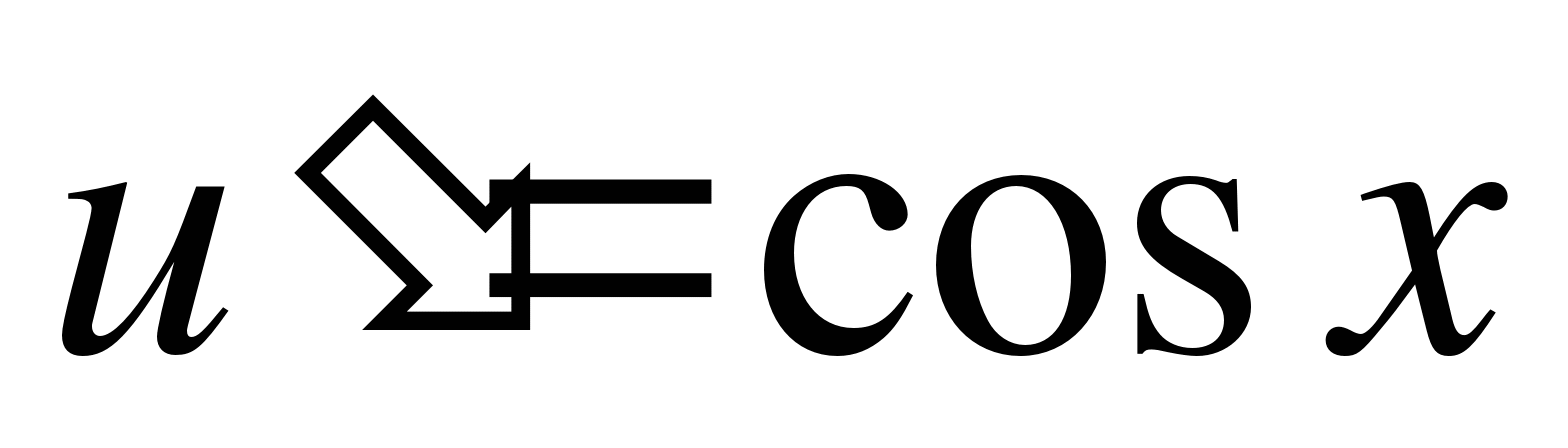 u ⬂= cos x